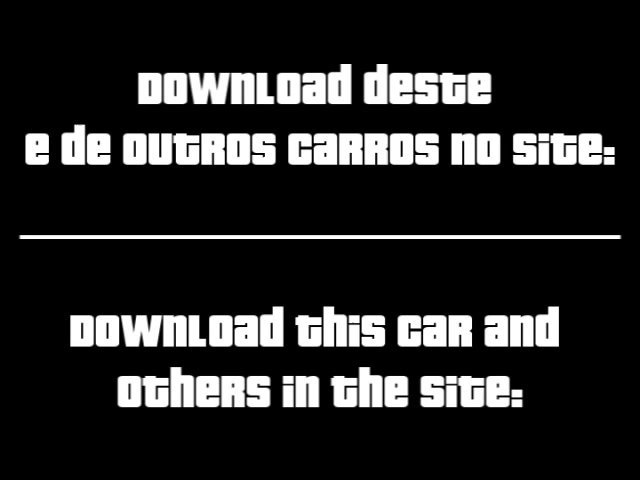 Download deste
e de outros carros no site:
Download this car and
others in the site: